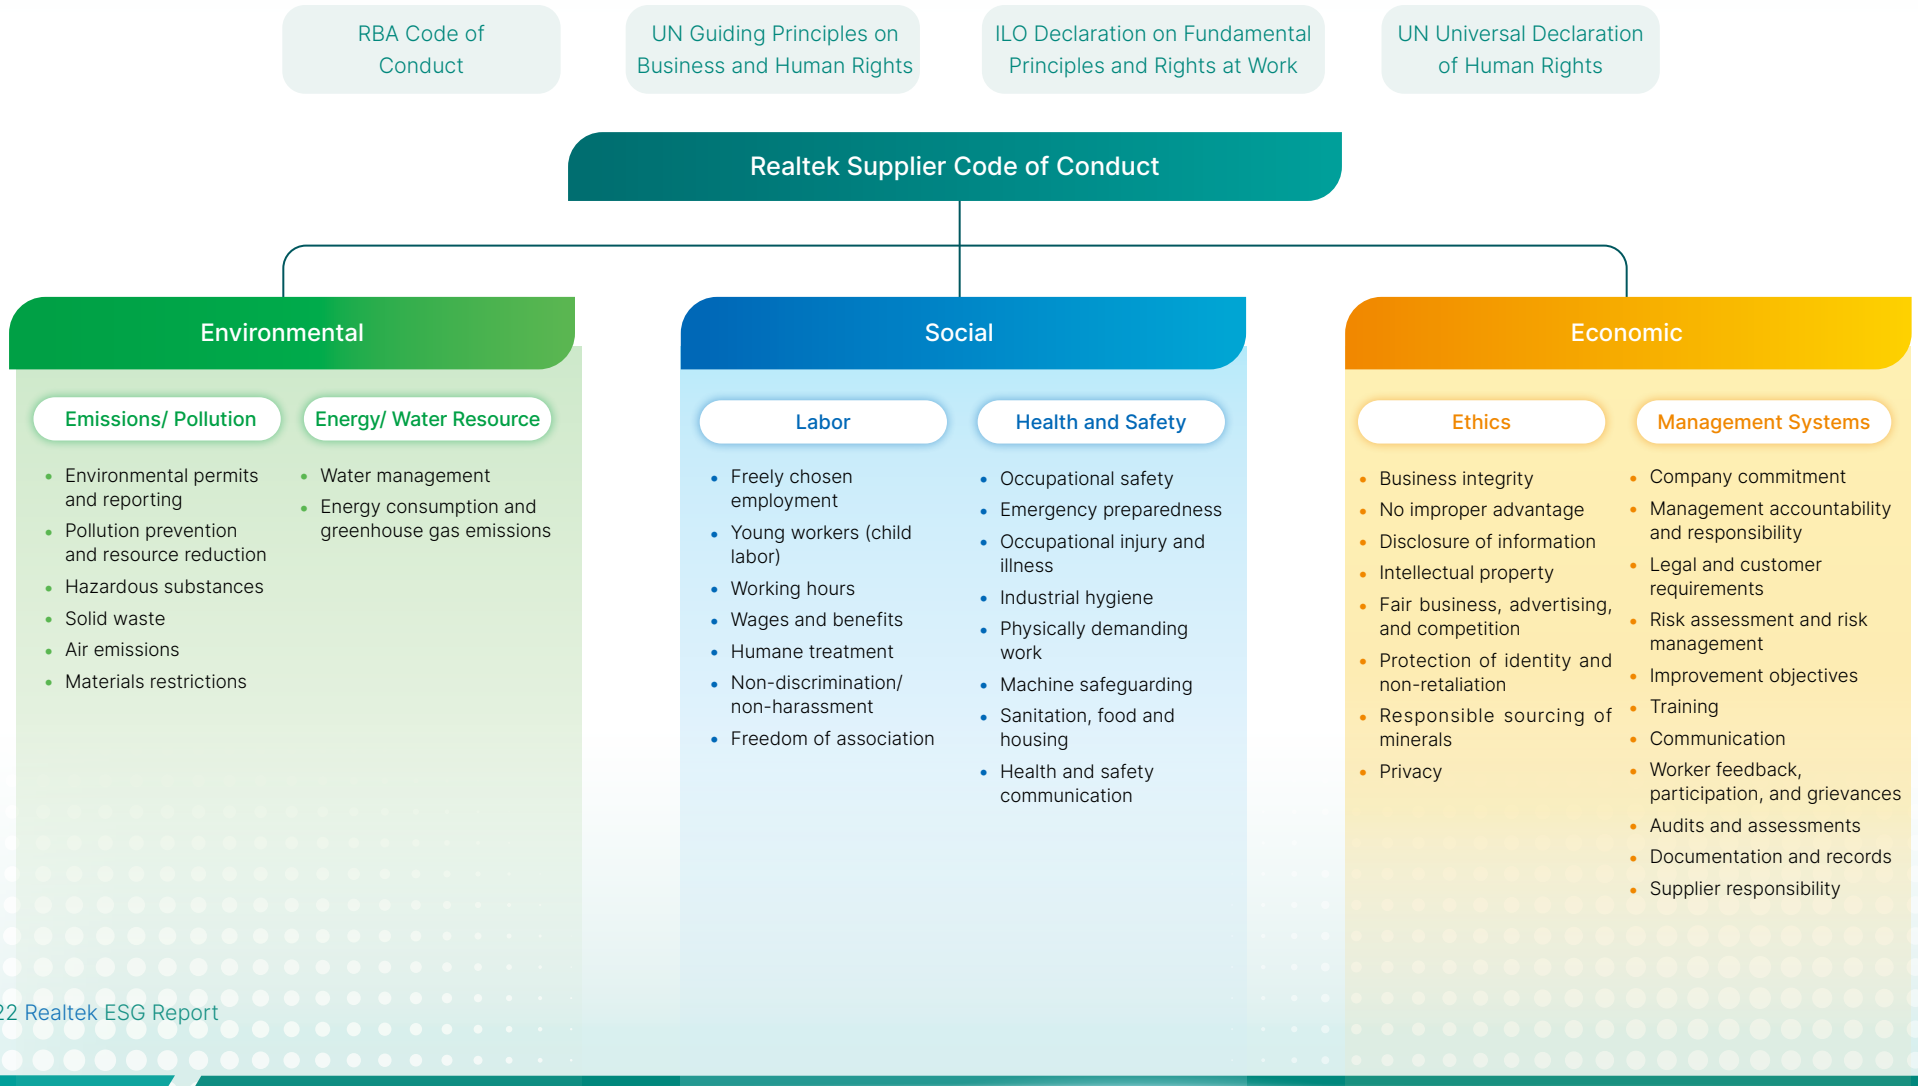 RBA Code of
Conduct
UN Guiding Principles on
Business and Human Rights
ILO Declaration on Fundamental
Principles and Rights at Work
UN Universal Declaration
of Human Rights
Realtek Supplier Code of Conduct
Environmental
Emissions/ Pollution
• Environmental permits
and reporting
• Pollution prevention
and resource reduction
• Hazardous substances
• Solid waste
• Air emissions
• Materials restrictions
Energy/ Water Resource
• Water management
• Energy consumption and
greenhouse gas emissions
Social
Labor
• Freely chosen
employment
• Young workers (child
labor)
• Working hours
• Wages and benefits
• Humane treatment
• Non-discrimination/
non-harassment
• Freedom of association
Health and Safety
• Occupational safety
• Emergency preparedness
• Occupational injury and
illness
• Industrial hygiene
• Physically demanding
work
• Machine safeguarding
• Sanitation, food and
housing
• Health and safety
communication
Economic
Ethics
• Business integrity
• No improper advantage
• Disclosure of information
• Intellectual property
• Fair business, advertising,
and competition
• Protection of identity and
non-retaliation
• Responsible sourcing of
minerals
• Privacy
Management Systems
• Company commitment
• Management accountability
and responsibility
• Legal and customer
requirements
• Risk assessment and risk
management
• Improvement objectives
• Training
• Communication
• Worker feedback,
participation, and grievances
• Audits and assessments
• Documentation and records
• Supplier responsibility
22 Realtek ESG Report